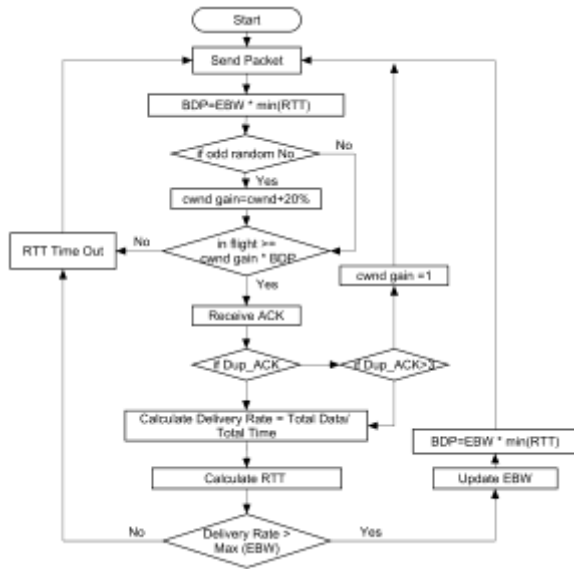 Start
Send Packet
BDP=EBW * min(RTT)
No
if odd random No
Yes
cwnd gain=cwnd+20%
RTT Time Out
No
in flight >=
cwnd gain * BDP
cwnd gain =1
Yes
Receive ACK
if Dup_ACK
if Dup_ACK>3
Calculate Delivery Rate = Total Data/
Total Time
BDP=EBW * min(RTT)
Calculate RTT
Update EBW
No
Delivery Rate >
Max (EBW)
Yes